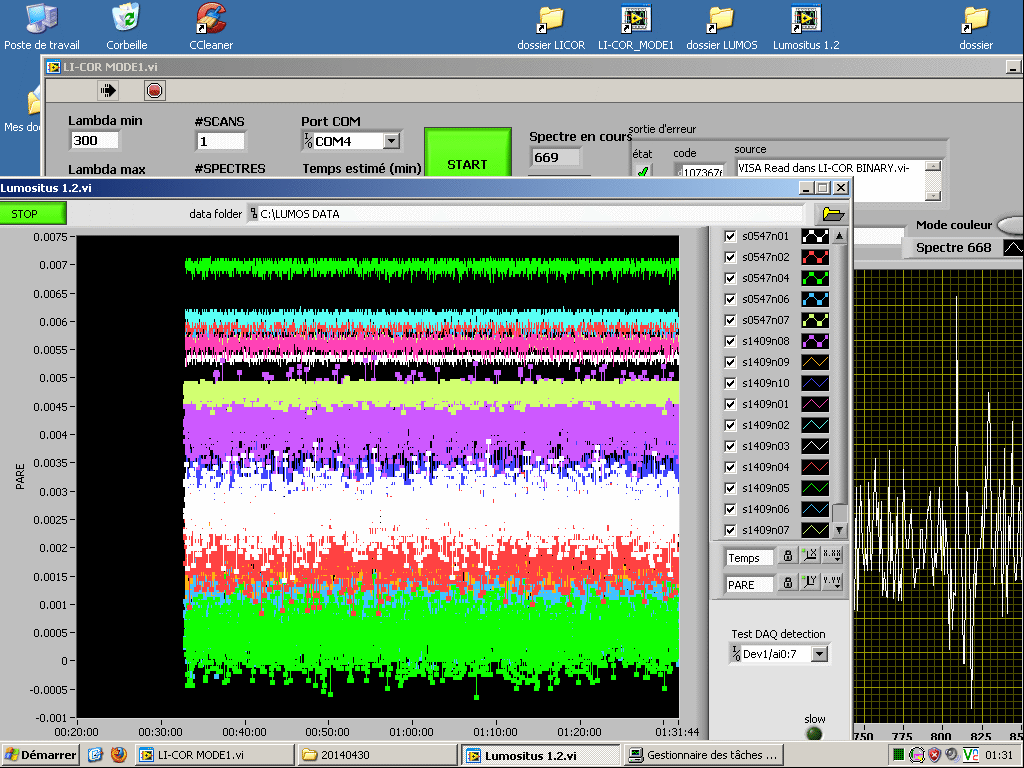 Poste de travail
Corbeille
CCleaner
dossier LICOR
LI-COR_MODE1
dossier LUMOS
Lumositus 1.2
dossier
Mes do
LI-COR MODE1.vi
Lambda min
300
Lambda max
#SCANS
1
#SPECTRES
Port COM
COM4
Temps estimé (min)
START
Spectre en cours
669
sortie d'erreur
état
code
107367
source
VISA Read dans LI-COR BINARY.vi-
Mode couleur
Spectre 668
Lumositus 1.2.vi
STOP
data folder
C:\LUMOS DATA
0.0075
0.007
0.0065
0.006
0.0055
0.005
0.0045
0.004
0.0035
0.003
0.0025
0.002
0.0015
0.001
0.0005
0
-0.0005
-0.001
PARE
00:20:00
00:30:00
00:40:00
00:50:00
01:00:00
01:10:00
01:20:00
01:31:44
s0547n01
s0547n02
s0547n04
s0547n06
s0547n07
s1409n08
s1409n09
s1409n10
s1409n01
s1409n02
s1409n03
s1409n04
s1409n05
s1409n06
s1409n07
Temps
X.XX
PARE
Y.YY
Test DAQ detection
Dev1/ai0:7
slow
750
775
800
825
85
Démarrer
LI-COR MODE1.vi
20140430
Lumositus 1.2.vi
Gestionnaire des tâches ...
01:31